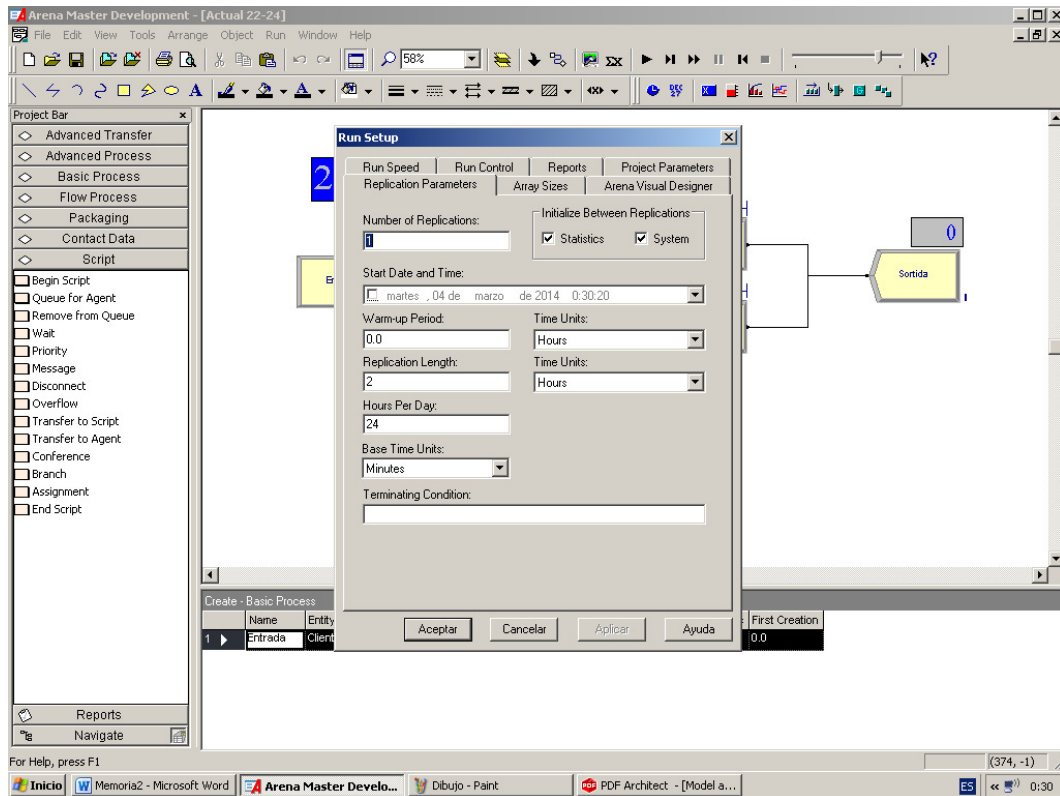 Arena Master Development - [Actual 22-24]
File Edit View Tools Arrange Object Run Window Help
58%
Project Bar
Advanced Transfer
Advanced Process
Basic Process
Flow Process
Packaging
Contact Data
Script
Begin Script
Queue for Agent
Remove from Queue
Wait
Priority
Message
Disconnect
Overflow
Transfer to Script
Transfer to Agent
Conference
Branch
Assignment
End Script
Reports
Navigate
2
0
Sortida
Run Setup
Run Speed Run Control Reports Project Parameters
Replication Parameters Array Sizes Arena Visual Designer
Number of Replications:
1
Initialize Between Replications
Statistics System
Start Date and Time:
martes , 04 de marzo de 2014 0:30:20
Warm-up Period: Time Units:
0.0 Hours
Replication Length: Time Units:
2 Hours
Hours Per Day:
24
Base Time Units:
Minutes
Terminating Condition:
Aceptar Cancelar Aplicar Ayuda
Create - Basic Process
Name Entity First Creation
1 Entrada Client 0.0
For Help, press F1 (374, -1)
Inicio Memoria2 - Microsoft Word Arena Master Develo... Dibujo - Paint PDF Architect - [Model a... ES 0:30